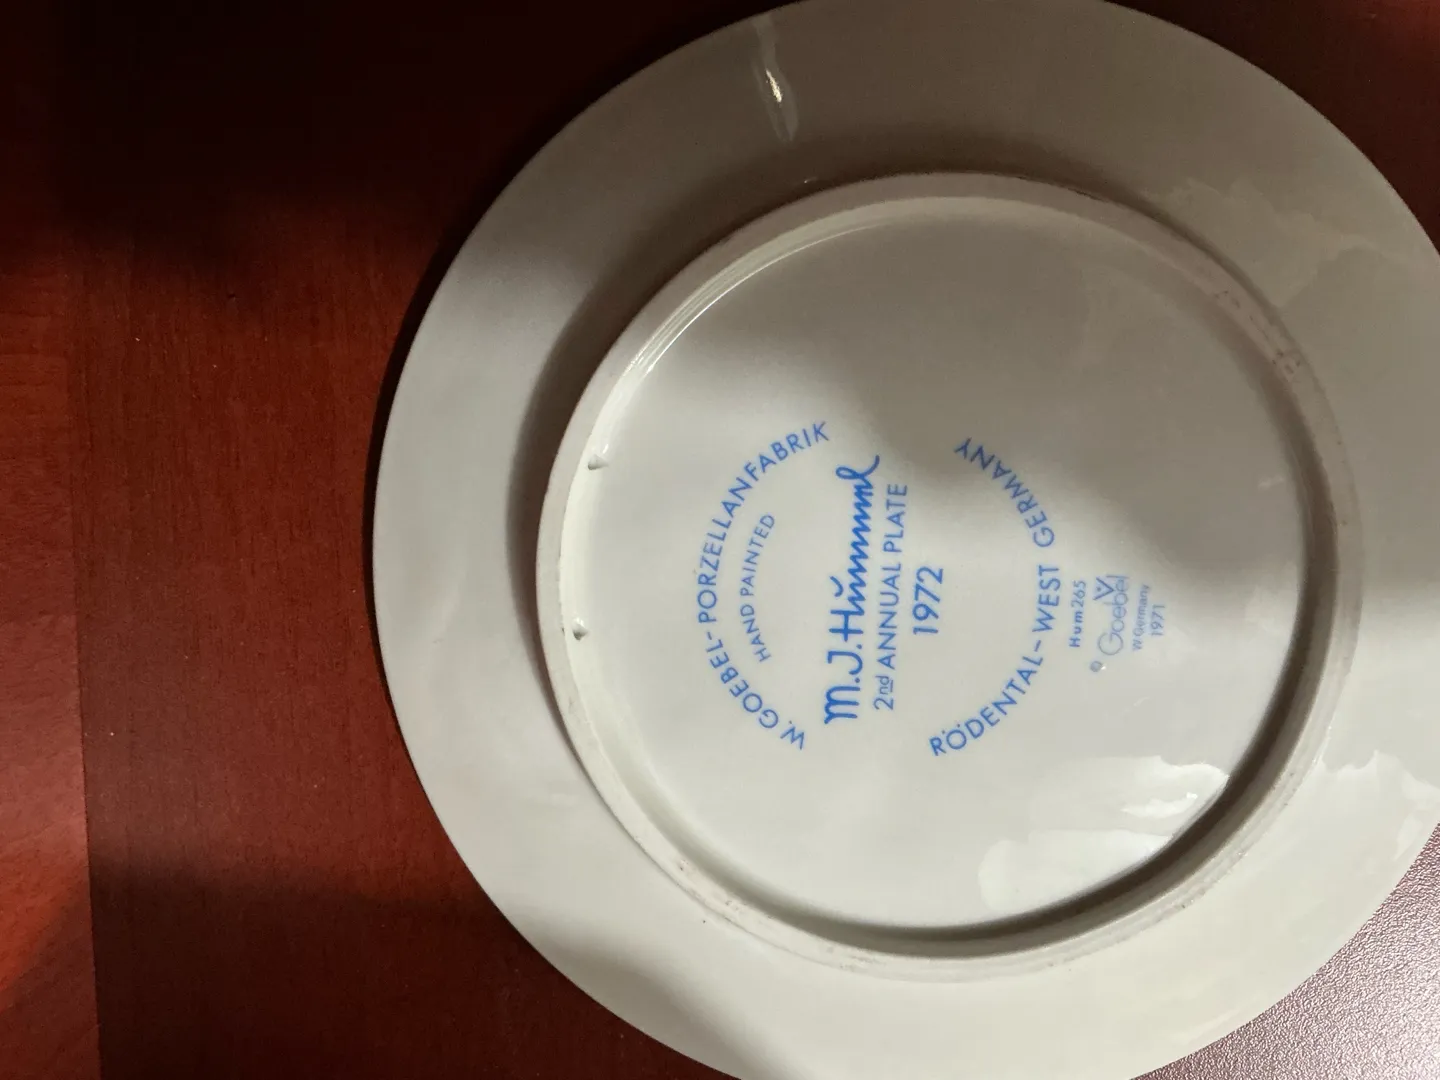 W. GOEBEL-PORZELLANFABRIK
HAND PAINTED
M.J.Hummel
2nd ANNUAL PLATE
1972
RÖDENTAL-WEST GERMANY
Hum 265
© Goebel
W Germany
1971